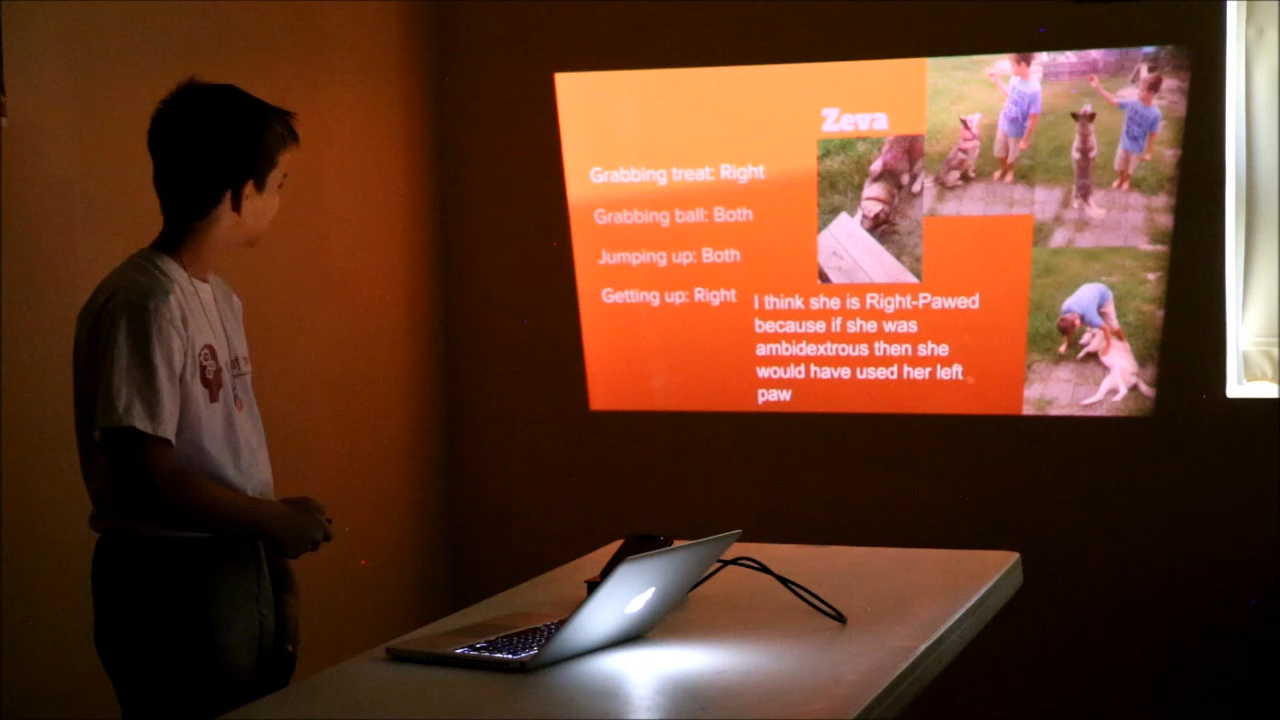 Zeva
Grabbing treat: Right
Grabbing ball: Both
Jumping up: Both
Getting up: Right
I think she is Right-Pawed
because if she was
ambidextrous then she
would have used her left
paw